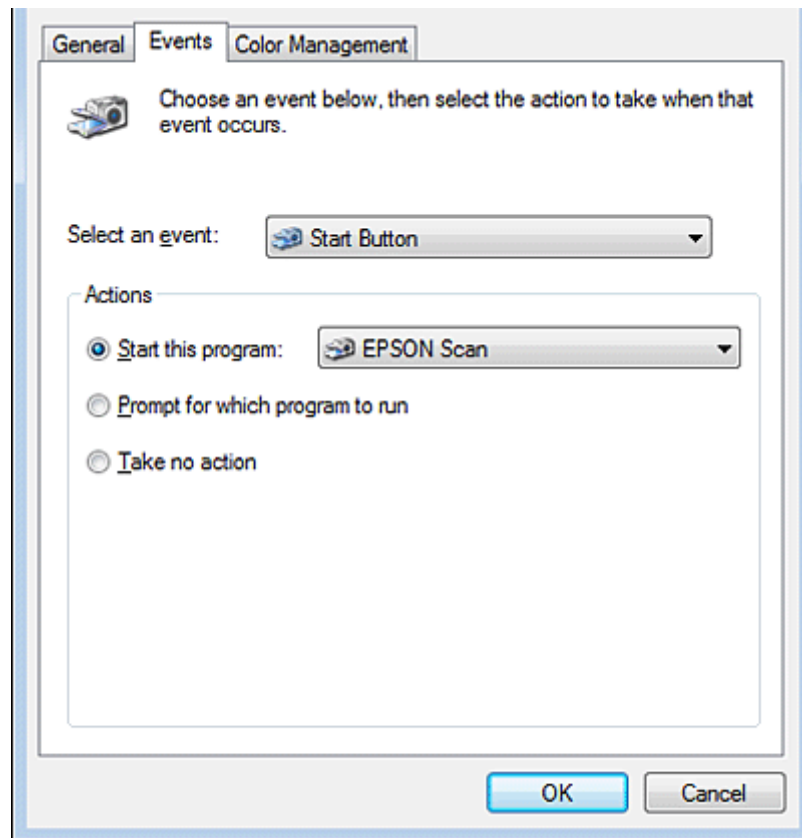 General Events Color Management
Choose an event below, then select the action to take when that
event occurs.
Select an event: Start Button
Actions
Start this program: EPSON Scan
Prompt for which program to run
Take no action
OK Cancel